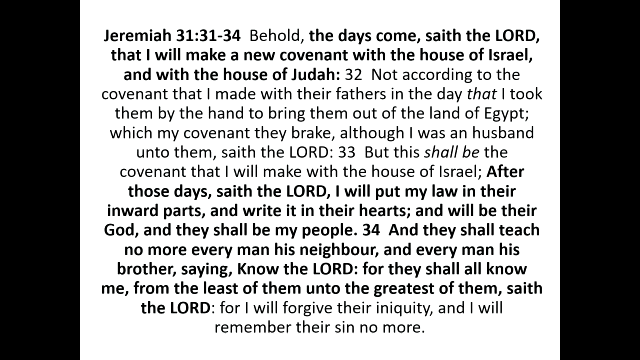 Jeremiah 31:31-34  Behold, the days come, saith the LORD,
that I will make a new covenant with the house of Israel,
and with the house of Judah: 32  Not according to the
covenant that I made with their fathers in the day that I took
them by the hand to bring them out of the land of Egypt;
which my covenant they brake, although I was an husband
unto them, saith the LORD: 33  But this shall be the
covenant that I will make with the house of Israel; After
those days, saith the LORD, I will put my law in their
inward parts, and write it in their hearts; and will be their
God, and they shall be my people. 34  And they shall teach
no more every man his neighbour, and every man his
brother, saying, Know the LORD: for they shall all know
me, from the least of them unto the greatest of them, saith
the LORD: for I will forgive their iniquity, and I will
remember their sin no more.